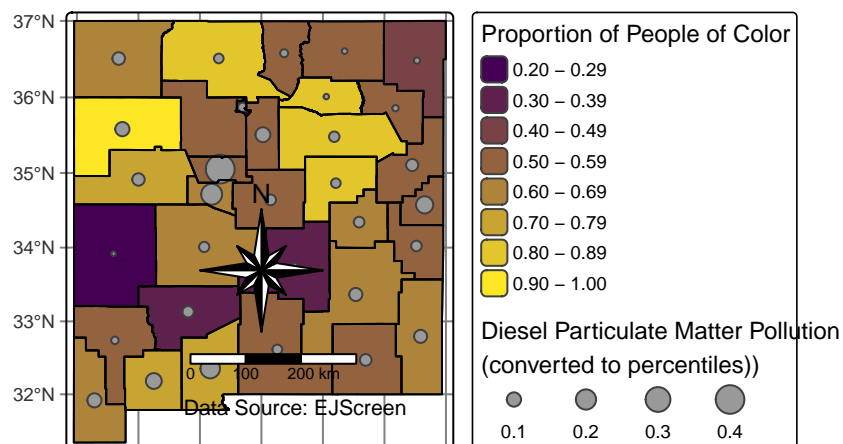 37°N
36°N
35°N
34°N
33°N
32°N
N
0 100 200 km
Data Source: EJScreen
Proportion of People of Color
0.20 – 0.29
0.30 – 0.39
0.40 – 0.49
0.50 – 0.59
0.60 – 0.69
0.70 – 0.79
0.80 – 0.89
0.90 – 1.00
Diesel Particulate Matter Pollution
(converted to percentiles))
0.1 0.2 0.3 0.4